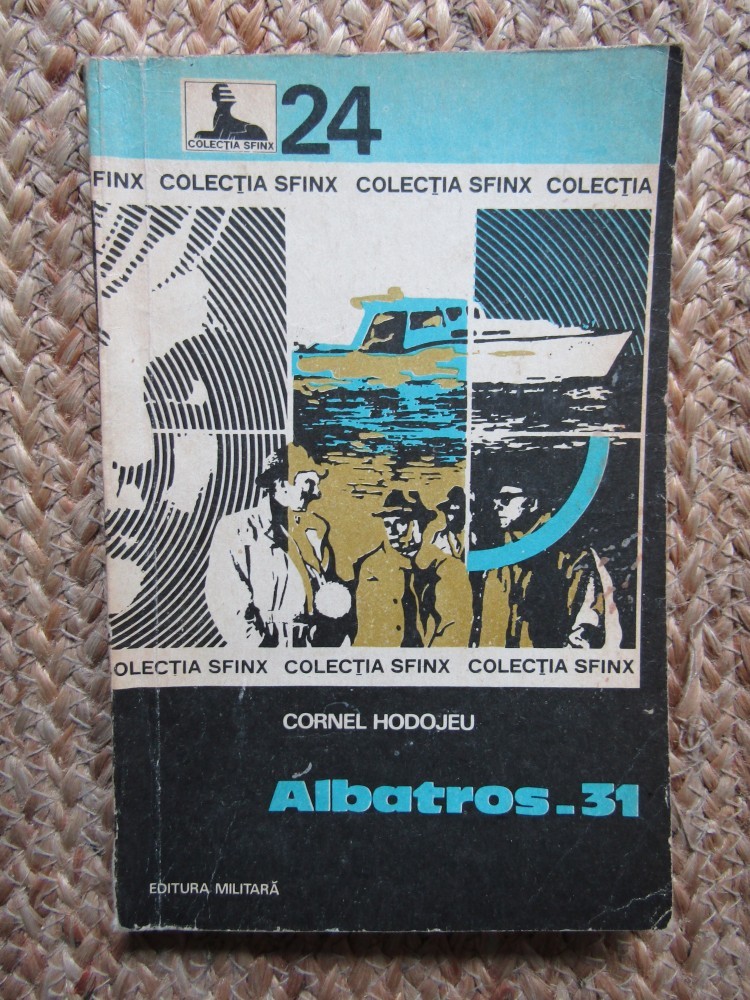 COLECȚIA SFINX
24
FINX COLECȚIA SFINX COLECȚIA SFINX COLECȚIA
OLECȚIA SFINX COLECȚIA SFINX COLECȚIA SFINX
CORNEL HODOJEU
Albatros-31
EDITURA MILITARĂ